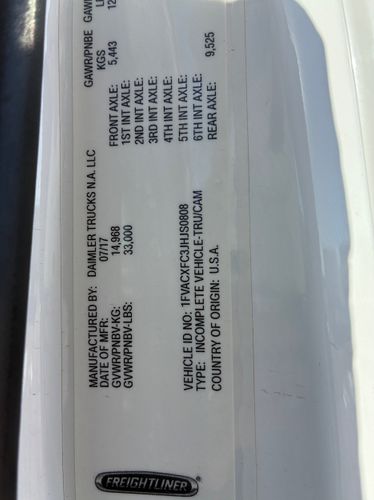 MANUFACTURED BY: DAIMLER TRUCKS N.A. LLC
DATE OF MFR: 07/17
GVWR/PNBV-KG: 14,968
GVWR/PNBV-LBS: 33,000
GAWR/PNBE
KGS
FRONT AXLE: 5,443
1ST INT AXLE:
2ND INT AXLE:
3RD INT AXLE:
4TH INT AXLE:
5TH INT AXLE:
6TH INT AXLE:
REAR AXLE: 9,525
VEHICLE ID NO: 1FVACXFC3JHJS0808
TYPE: INCOMPLETE VEHICLE-TRU/CAM
COUNTRY OF ORIGIN: U.S.A.
FREIGHTLINER